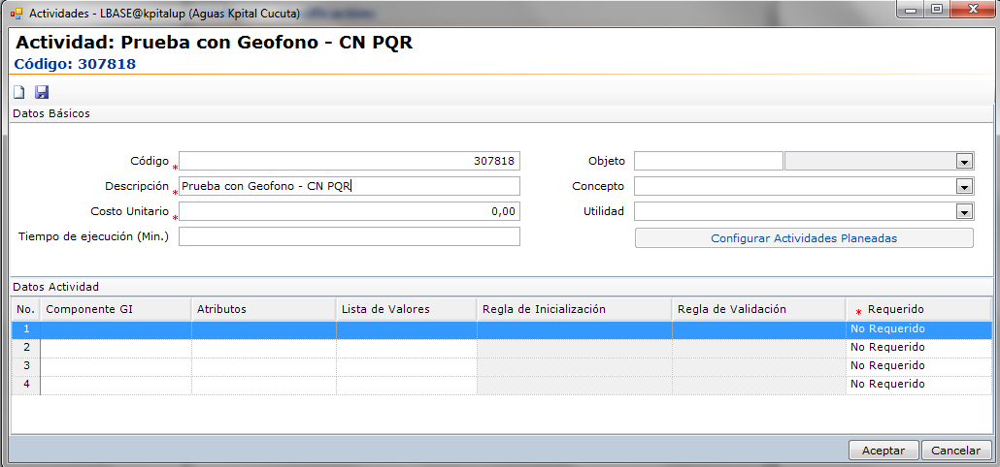 Actividades - LBASE@kpitalup (Aguas Kpital Cucuta)
Actividad: Prueba con Geofono - CN PQR
Código: 307818
Datos Básicos
Código * 307818 Objeto
Descripción * Prueba con Geofono - CN PQR Concepto
Costo Unitario * 0,00 Utilidad
Tiempo de ejecución (Min.) Configurar Actividades Planeadas
Datos Actividad
No. Componente GI Atributos Lista de Valores Regla de Inicialización Regla de Validación * Requerido
1 No Requerido
2 No Requerido
3 No Requerido
4 No Requerido
Aceptar Cancelar